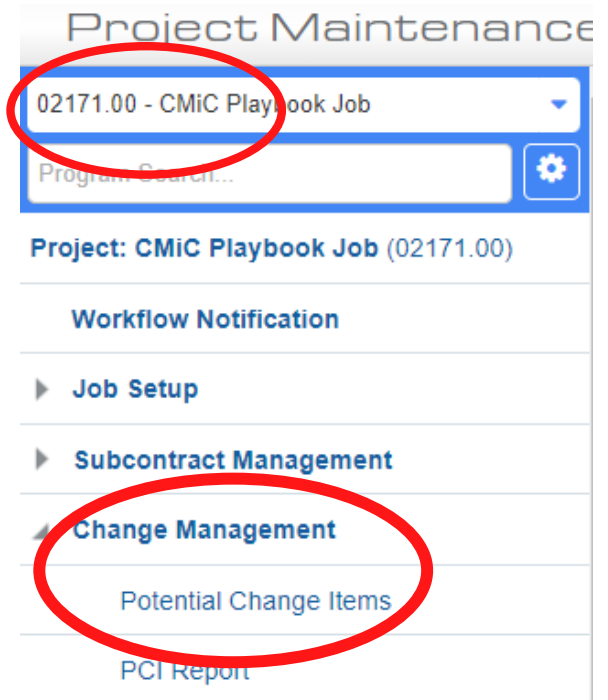 Project Maintenance
02171.00 - CMiC Playbook Job
Program Search...
Project: CMiC Playbook Job (02171.00)
Workflow Notification
Job Setup
Subcontract Management
Change Management
Potential Change Items
PCI Report